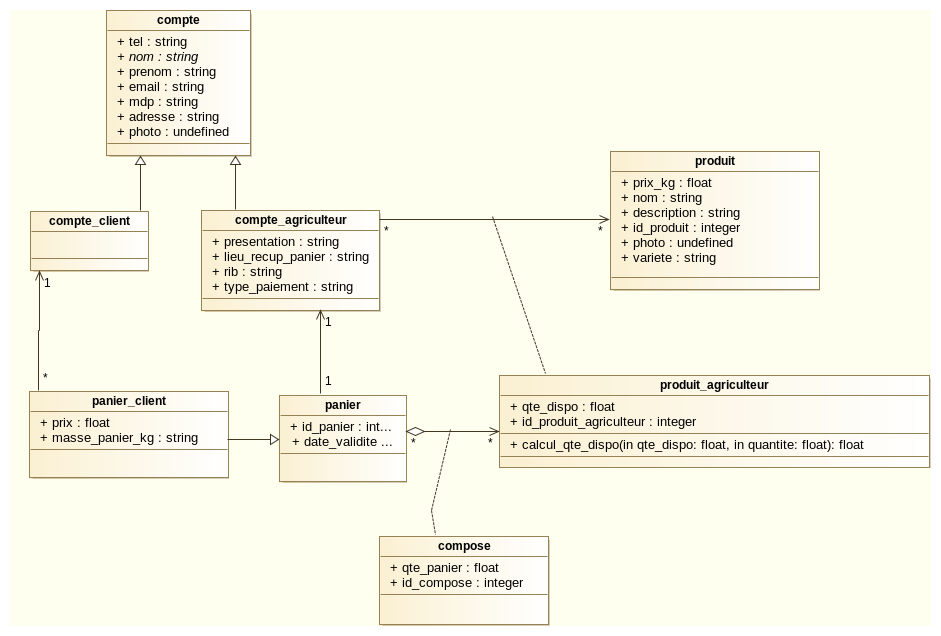 compte
+ tel : string
+ nom : string
+ prenom : string
+ email : string
+ mdp : string
+ adresse : string
+ photo : undefined
produit
+ prix_kg : float
+ nom : string
+ description : string
+ id_produit : integer
+ photo : undefined
+ variete : string
compte_client
compte_agriculteur
+ presentation : string
+ lieu_recup_panier : string
+ rib : string
+ type_paiement : string
*
*
1
1
*
1
panier_client
+ prix : float
+ masse_panier_kg : string
panier
+ id_panier : int...
+ date_validite ...
*
*
produit_agriculteur
+ qte_dispo : float
+ id_produit_agriculteur : integer
+ calcul_qte_dispo(in qte_dispo: float, in quantite: float): float
compose
+ qte_panier : float
+ id_compose : integer